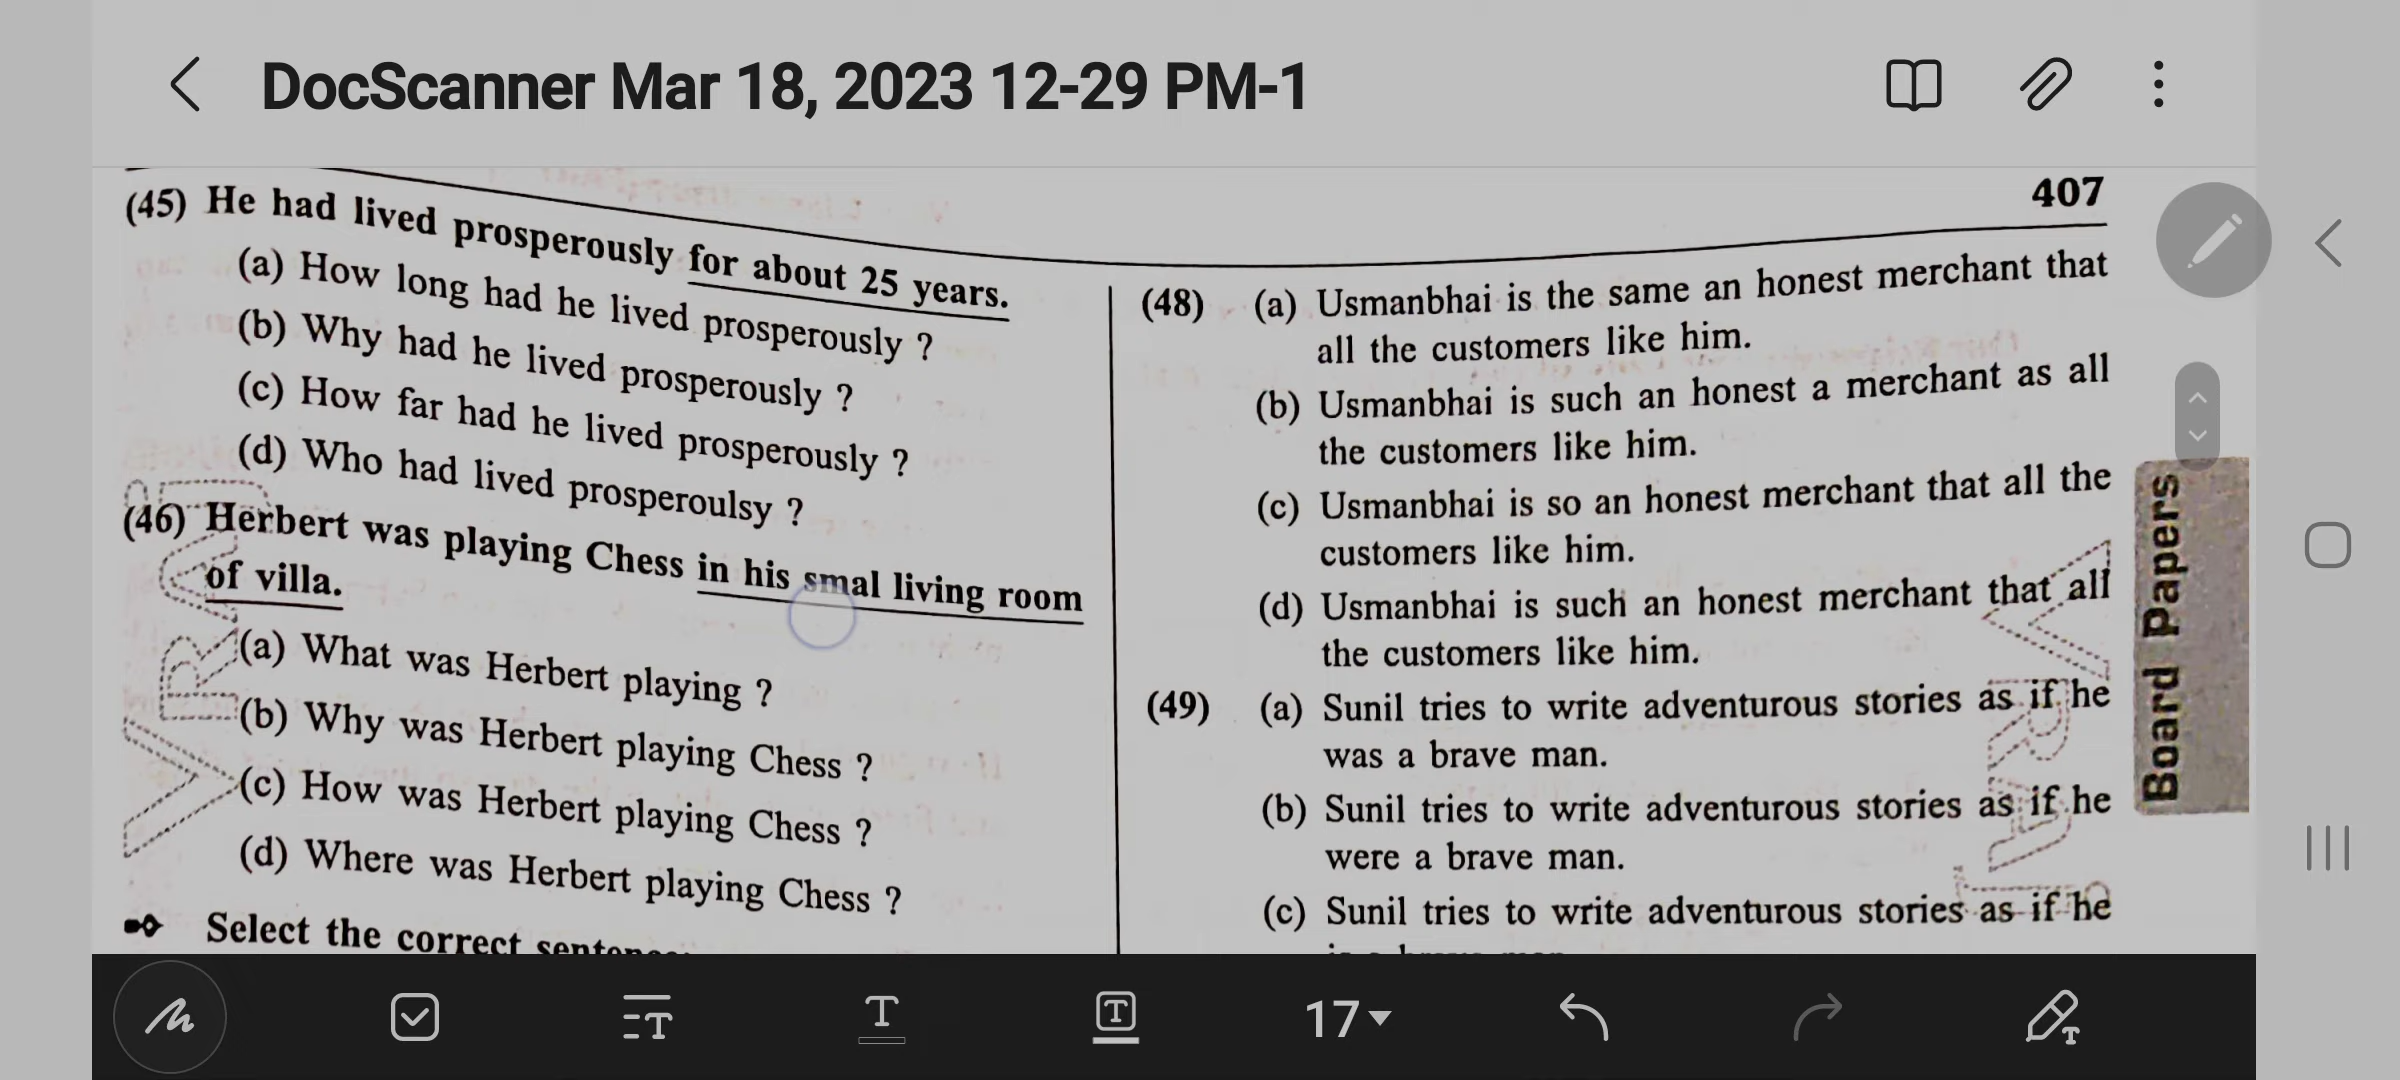 DocScanner Mar 18, 2023 12-29 PM-1
407
(45) He had lived prosperously for about 25 years.
(a) How long had he lived prosperously ?
(b) Why had he lived prosperously ?
(c) How far had he lived prosperously ?
(d) Who had lived prosperoulsy ?
(46) Herbert was playing Chess in his smal living room
of villa.
(a) What was Herbert playing ?
(b) Why was Herbert playing Chess ?
(c) How was Herbert playing Chess ?
(d) Where was Herbert playing Chess ?
Select the correct
(48) (a) Usmanbhai is the same an honest merchant that
all the customers like him.
(b) Usmanbhai is such an honest a merchant as all
the customers like him.
(c) Usmanbhai is so an honest merchant that all the
customers like him.
(d) Usmanbhai is such an honest merchant that all
the customers like him.
(49) (a) Sunil tries to write adventurous stories as if he
was a brave man.
(b) Sunil tries to write adventurous stories as if he
were a brave man.
(c) Sunil tries to write adventurous stories as if he
Board Papers
17